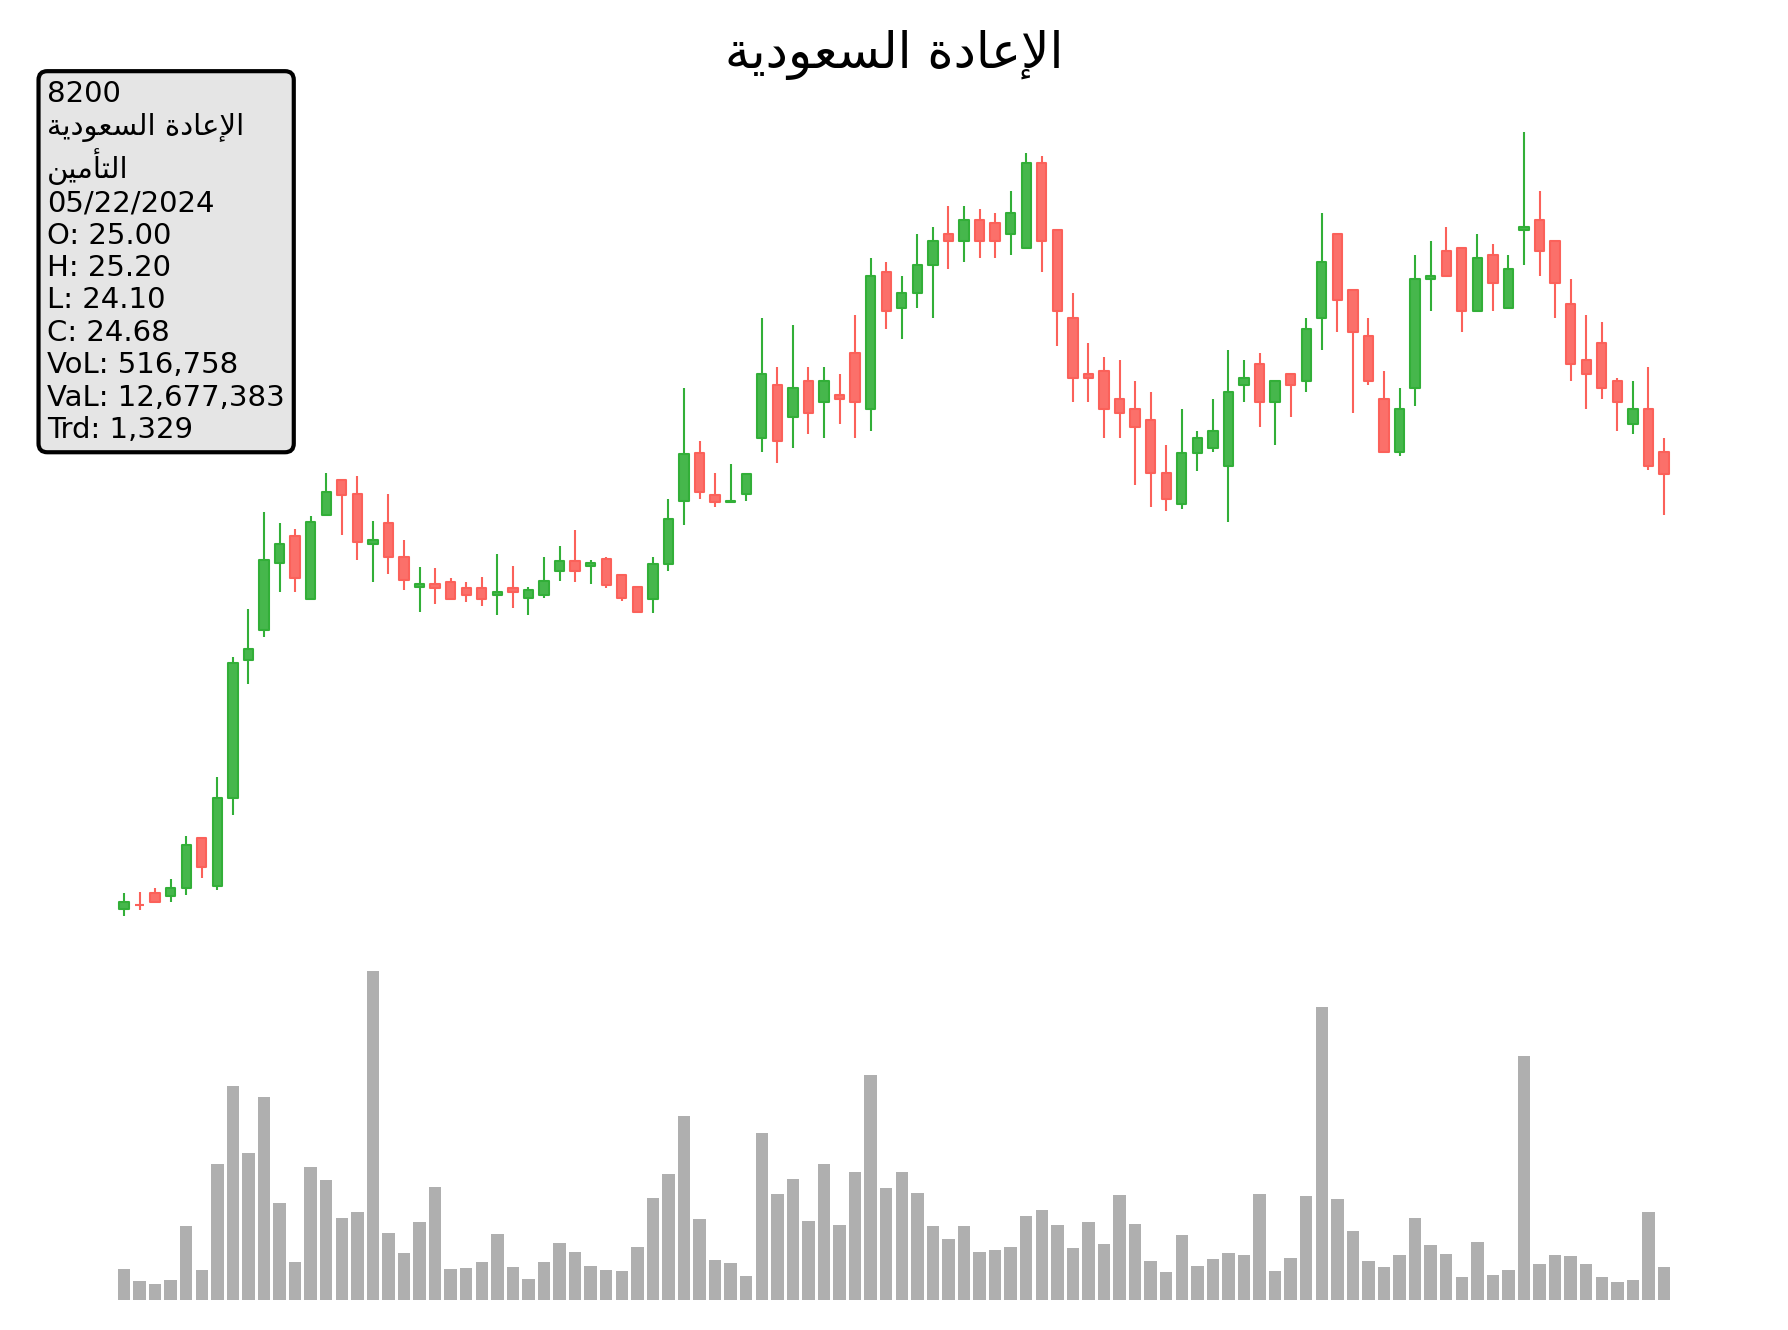 الإعادة السعودية
8200
الإعادة السعودية
التأمين
05/22/2024
O: 25.00
H: 25.20
L: 24.10
C: 24.68
VoL: 516,758
VaL: 12,677,383
Trd: 1,329